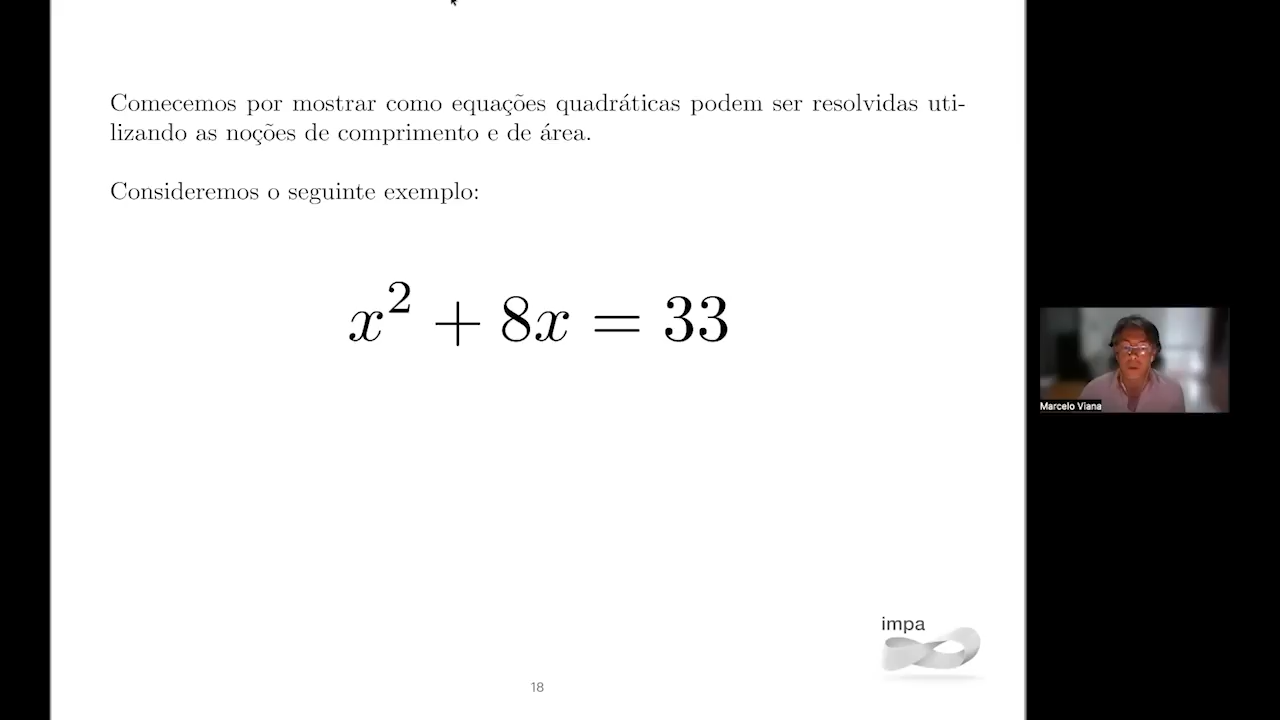 Comecemos por mostrar como equações quadráticas podem ser resolvidas uti-
lizando as noções de comprimento e de área.
Consideremos o seguinte exemplo:
x² + 8x = 33
Marcelo Viana
impa
18